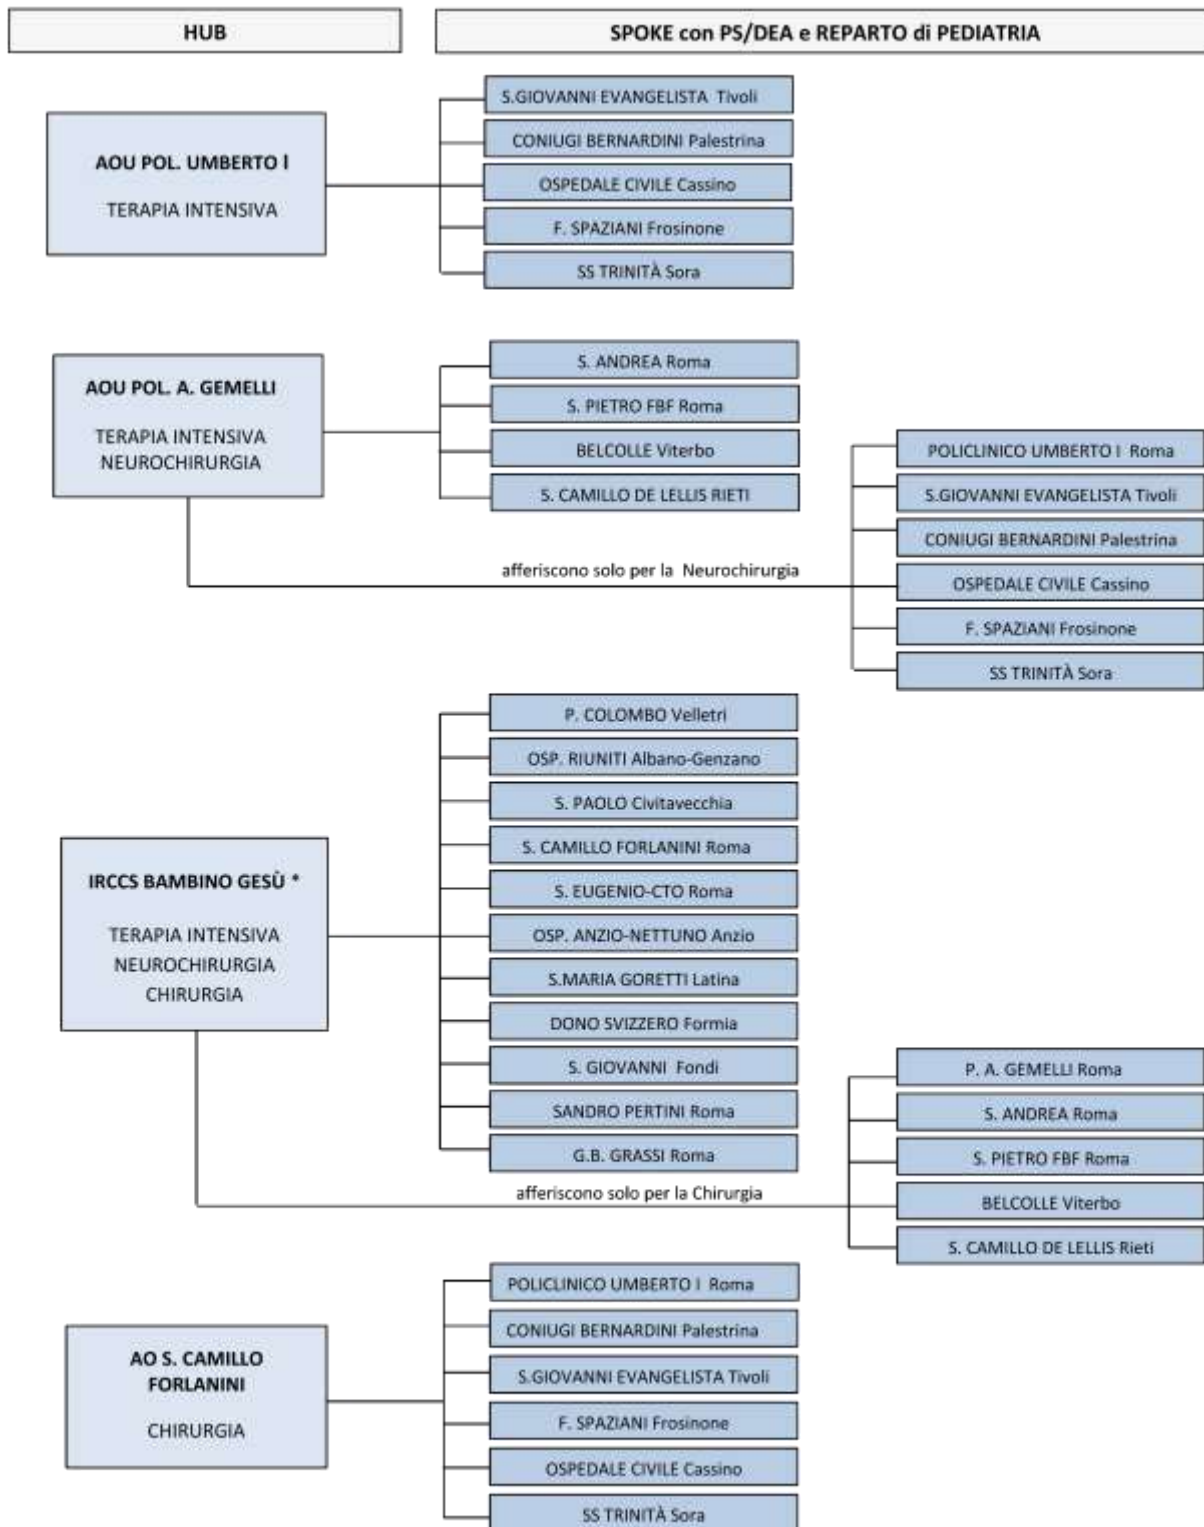 HUB
SPOKE con PS/DEA e REPARTO di PEDIATRIA
AOU POL. UMBERTO I
TERAPIA INTENSIVA
S.GIOVANNI EVANGELISTA Tivoli
CONIUGI BERNARDINI Palestrina
OSPEDALE CIVILE Cassino
F. SPAZIANI Frosinone
SS TRINITÀ Sora
AOU POL. A. GEMELLI
TERAPIA INTENSIVA
NEUROCHIRURGIA
S. ANDREA Roma
S. PIETRO FBF Roma
BELCOLLE Viterbo
S. CAMILLO DE LELLIS RIETI
afferiscono solo per la Neurochirurgia
POLICLINICO UMBERTO I Roma
S.GIOVANNI EVANGELISTA Tivoli
CONIUGI BERNARDINI Palestrina
OSPEDALE CIVILE Cassino
F. SPAZIANI Frosinone
SS TRINITÀ Sora
IRCCS BAMBINO GESÙ *
TERAPIA INTENSIVA
NEUROCHIRURGIA
CHIRURGIA
P. COLOMBO Velletri
OSP. RIUNITI Albano-Genzano
S. PAOLO Civitavecchia
S. CAMILLO FORLANINI Roma
S. EUGENIO-CTO Roma
OSP. ANZIO-NETTUNO Anzio
S.MARIA GORETTI Latina
DONO SVIZZERO Formia
S. GIOVANNI Fondi
SANDRO PERTINI Roma
G.B. GRASSI Roma
afferiscono solo per la Chirurgia
P. A. GEMELLI Roma
S. ANDREA Roma
S. PIETRO FBF Roma
BELCOLLE Viterbo
S. CAMILLO DE LELLIS Rieti
AO S. CAMILLO
FORLANINI
CHIRURGIA
POLICLINICO UMBERTO I Roma
CONIUGI BERNARDINI Palestrina
S.GIOVANNI EVANGELISTA Tivoli
F. SPAZIANI Frosinone
OSPEDALE CIVILE Cassino
SS TRINITÀ Sora